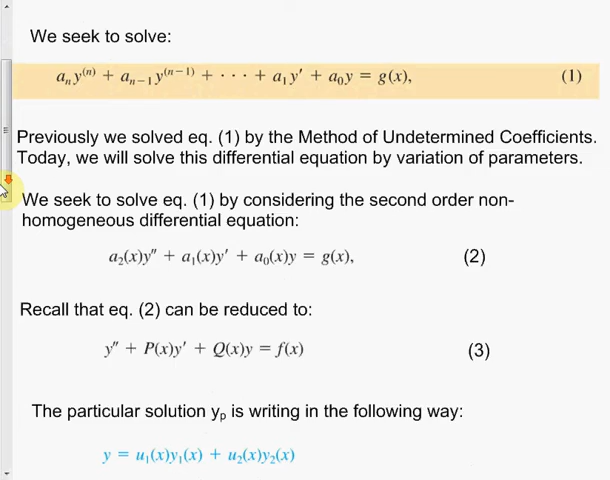 We seek to solve:
aₙy⁽ⁿ⁾ + aₙ₋₁y⁽ⁿ⁻¹⁾ + · · · + a₁y′ + a₀y = g(x), (1)
Previously we solved eq. (1) by the Method of Undetermined Coefficients.
Today, we will solve this differential equation by variation of parameters.
We seek to solve eq. (1) by considering the second order non-
homogeneous differential equation:
a₂(x)y″ + a₁(x)y′ + a₀(x)y = g(x), (2)
Recall that eq. (2) can be reduced to:
y″ + P(x)y′ + Q(x)y = f(x) (3)
The particular solution yₚ is writing in the following way:
y = u₁(x)y₁(x) + u₂(x)y₂(x)